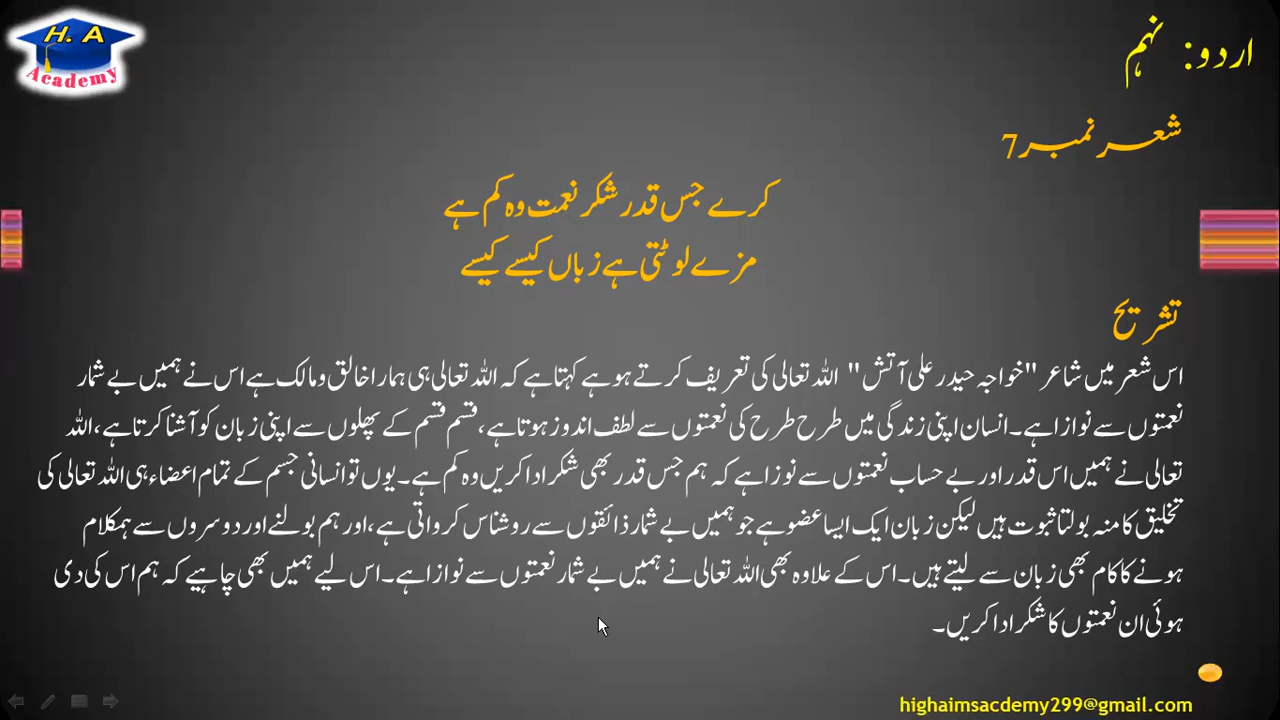 H. A
Academy
اردو: نہم
شعر نمبر 7
کرے جس قدر شکر نعمت وہ کم ہے
مزے لوٹتی ہے زباں کیسے کیسے
تشریح
اس شعر میں شاعر "خواجہ حیدر علی آتش" اللہ تعالی کی تعریف کرتے ہوہے کہتا ہے کہ اللہ تعالی ہی ہمارا خالق و مالک ہے اس نے ہمیں بے شمار
نعمتوں سے نوازا ہے۔ انسان اپنی زندگی میں طرح طرح کی نعمتوں سے لطف اندوز ہوتا ہے، قسم قسم کے پھلوں سے اپنی زبان کو آشنا کرتا ہے، اللہ
تعالی نے ہمیں اس قدر اور بے حساب نعمتوں سے نوزا ہے کہ ہم جس قدر بھی شکر ادا کریں وہ کم ہے۔ یوں تو انسانی جسم کے تمام اعضاء ہی اللہ تعالی کی
تخلیق کا منہ بولتا ثبوت ہیں لیکن زبان ایک ایسا عضو ہے جو ہمیں بے شمار ذائقوں سے روشناس کرواتی ہے، اور ہم بولنے اور دوسروں سے ہمکلام
ہونے کا کام بھی زبان سے لیتے ہیں۔ اس کے علاوہ بھی اللہ تعالی نے ہمیں بے شمار نعمتوں سے نوازا ہے۔ اس لیے ہمیں بھی چاہیے کہ ہم اس کی دی
ہوئی ان نعمتوں کا شکر ادا کریں۔
highaimsacdemy299@gmail.com